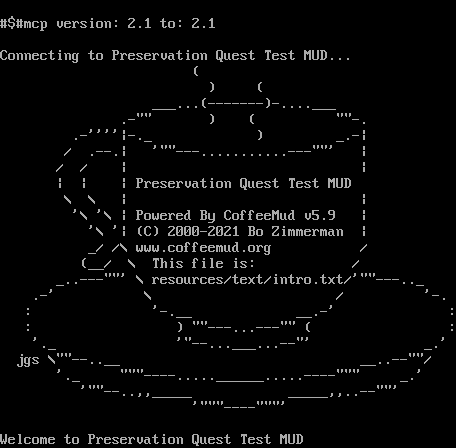 #$#mcp version: 2.1 to: 2.1
Connecting to Preservation Quest Test MUD...
Preservation Quest Test MUD
Powered By CoffeeMud v5.9
(C) 2000-2021 Bo Zimmerman
www.coffeemud.org
This file is:
resources/text/intro.txt
jgs
Welcome to Preservation Quest Test MUD